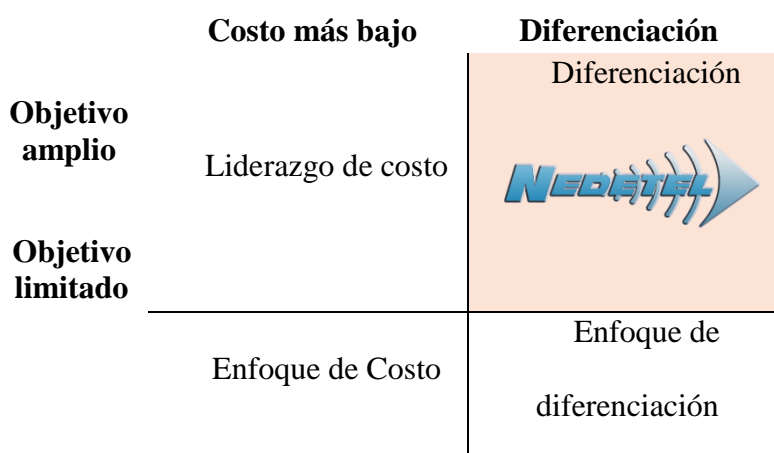 Costo más bajo
Diferenciación
Diferenciación
Objetivo
amplio
Liderazgo de costo
NEDETEL
Objetivo
limitado
Enfoque de
Enfoque de Costo
diferenciación